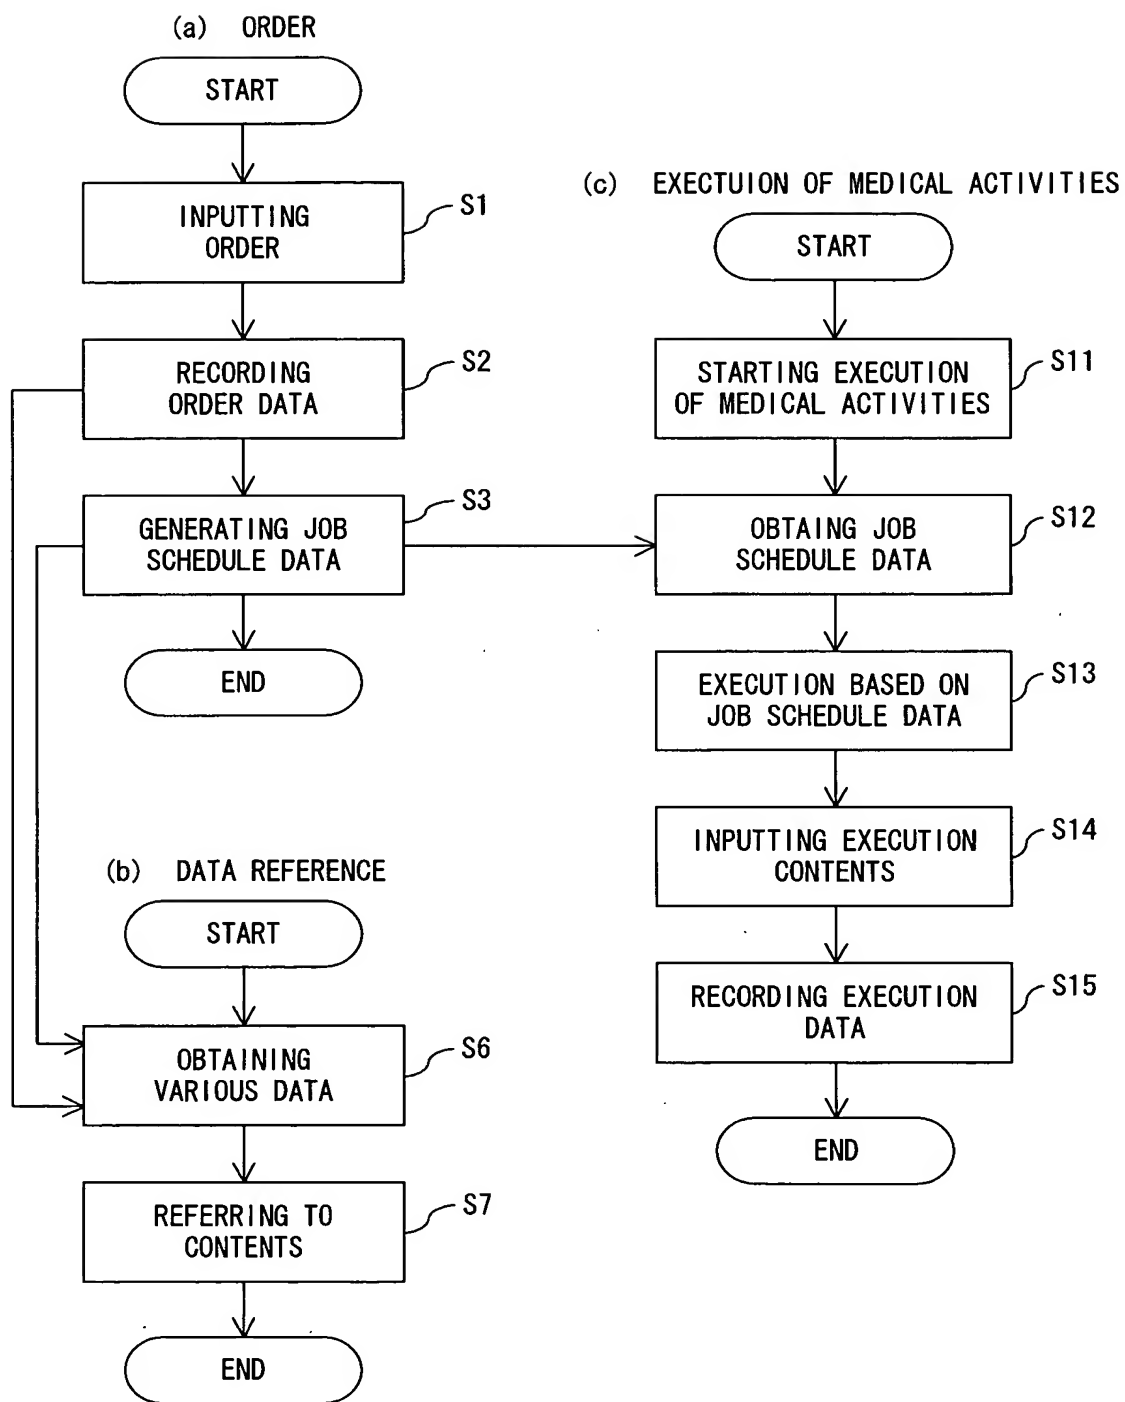 (a) ORDER
START
INPUTTING
ORDER
S1
RECORDING
ORDER DATA
S2
GENERATING JOB
SCHEDULE DATA
S3
END
(b) DATA REFERENCE
START
OBTAINING
VARIOUS DATA
S6
REFERRING TO
CONTENTS
S7
END
(c) EXECTUION OF MEDICAL ACTIVITIES
START
STARTING EXECUTION
OF MEDICAL ACTIVITIES
S11
OBTAING JOB
SCHEDULE DATA
S12
EXECUTION BASED ON
JOB SCHEDULE DATA
S13
INPUTTING EXECUTION
CONTENTS
S14
RECORDING EXECUTION
DATA
S15
END